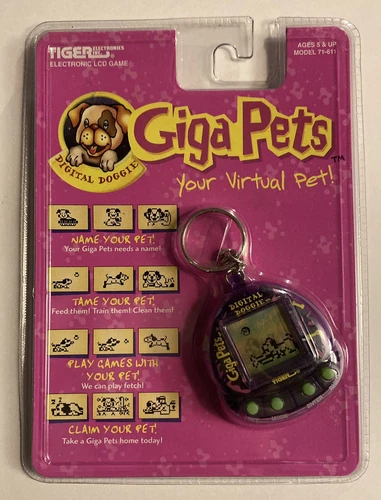 TIGER ELECTRONICS INC.
ELECTRONIC LCD GAME
AGES 5 & UP
MODEL 71-611
DIGITAL DOGGIE
Giga Pets™
Your Virtual Pet!
NAME YOUR PET!
Your Giga Pets needs a name!
TAME YOUR PET!
Feed them! Train them! Clean them!
PLAY GAMES WITH
YOUR PET!
We can play fetch!
CLAIM YOUR PET!
Take a Giga Pets home today!
DIGITAL
DOGGIE
Giga Pets
TIGER